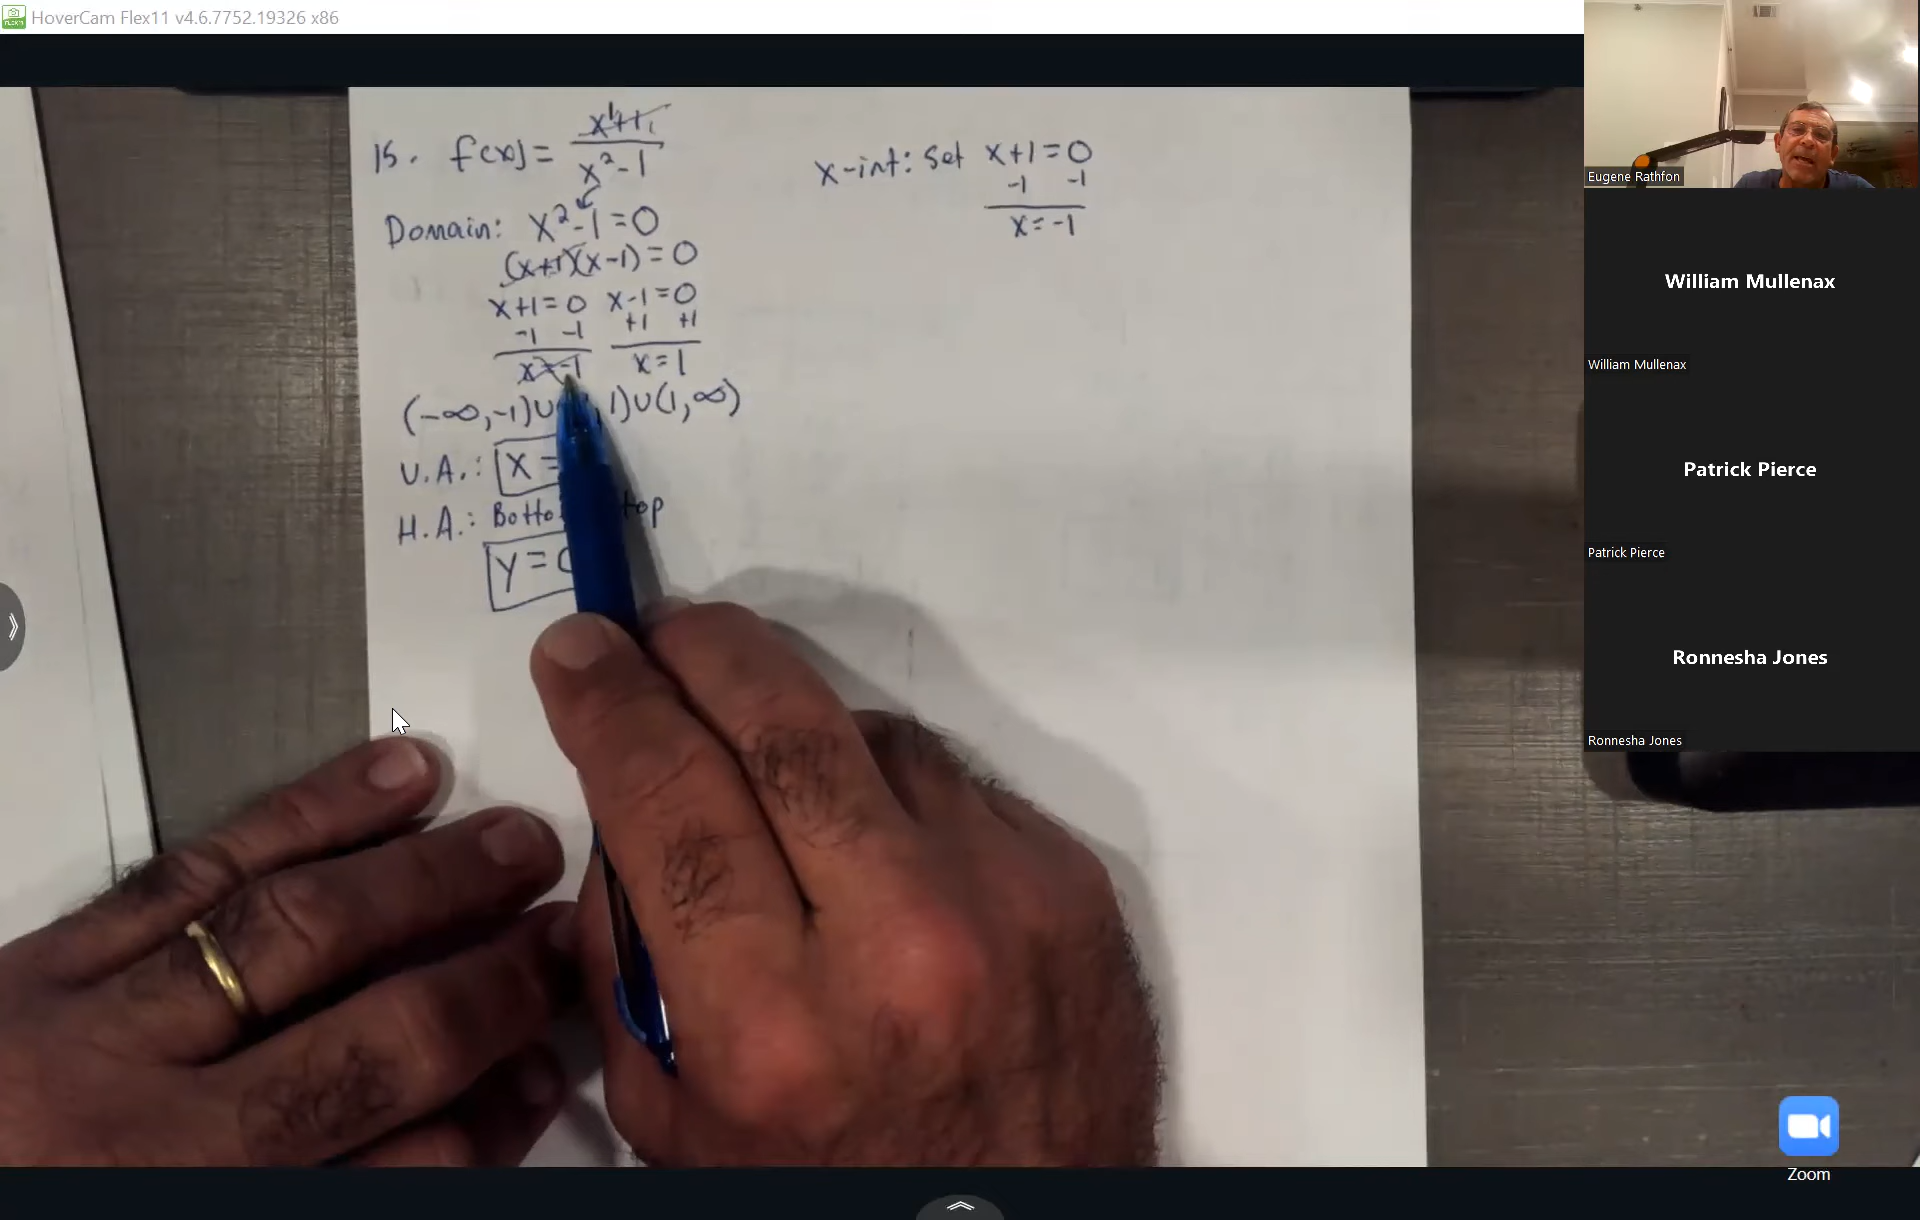 HoverCam Flex11 v4.6.7752.19326 x86
15. f(x) = x+1
x²-1
Domain: x²-1=0
(x+1)(x-1)=0
x+1=0 x-1=0
-1 -1 +1 +1
x=-1 x=1
(-∞,-1)∪ ,1)∪(1,∞)
V.A.: x=
H.A.: Botto top
y=0
x-int: set x+1=0
-1 -1
x=-1
Eugene Rathfon
William Mullenax
William Mullenax
Patrick Pierce
Patrick Pierce
Ronnesha Jones
Ronnesha Jones
Zoom